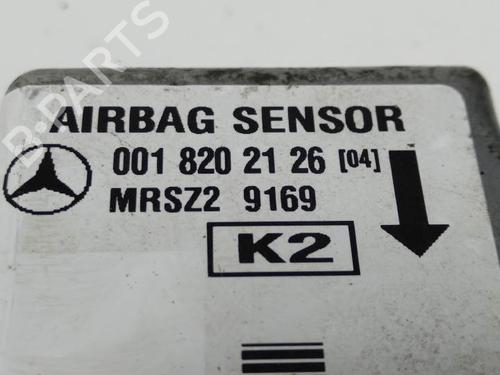 B-PARTS
AIRBAG SENSOR
001 820 21 26 [04]
MRSZ2 9169
K2